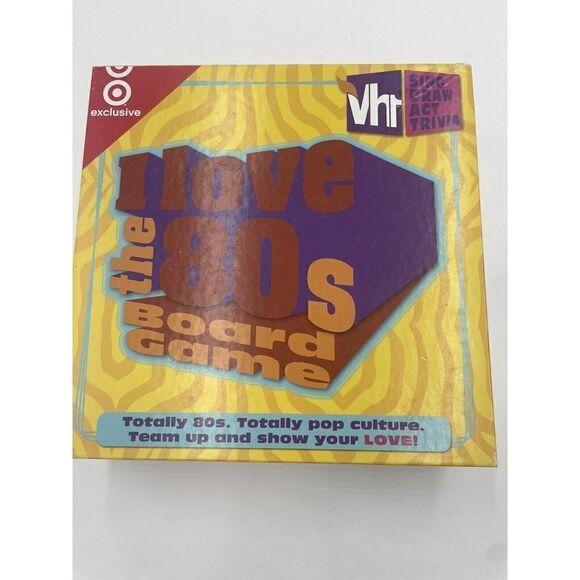 exclusive
vh1
SING
DRAW
ACT
TRIVIA
I love
the 80s
Board
Game
Totally 80s. Totally pop culture.
Team up and show your LOVE!